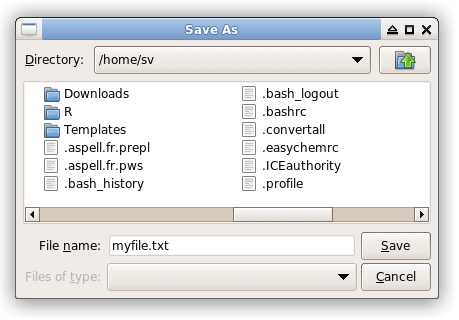 Save As
Directory: /home/sv
Downloads
R
Templates
.aspell.fr.prepl
.aspell.fr.pws
.bash_history
.bash_logout
.bashrc
.convertall
.easychemrc
.ICEauthority
.profile
File name: myfile.txt Save
Files of type: Cancel